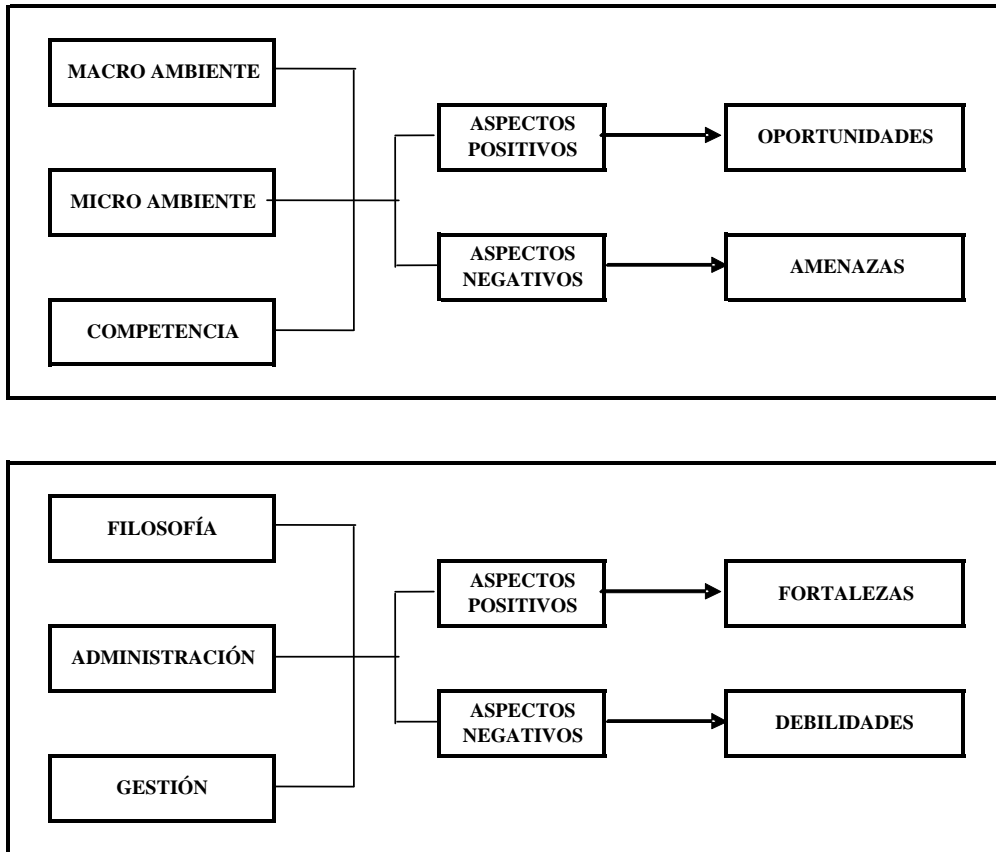 MACRO AMBIENTE
MICRO AMBIENTE
COMPETENCIA
ASPECTOS
POSITIVOS
ASPECTOS
NEGATIVOS
OPORTUNIDADES
AMENAZAS
FILOSOFÍA
ADMINISTRACIÓN
GESTIÓN
ASPECTOS
POSITIVOS
ASPECTOS
NEGATIVOS
FORTALEZAS
DEBILIDADES